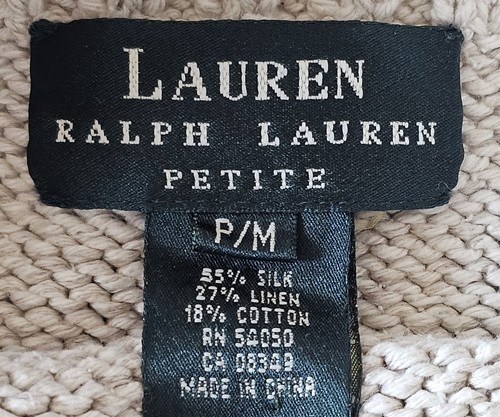 LAUREN
RALPH LAUREN
PETITE
P/M
55% SILK
27% LINEN
18% COTTON
RN 54050
CA 08349
MADE IN CHINA